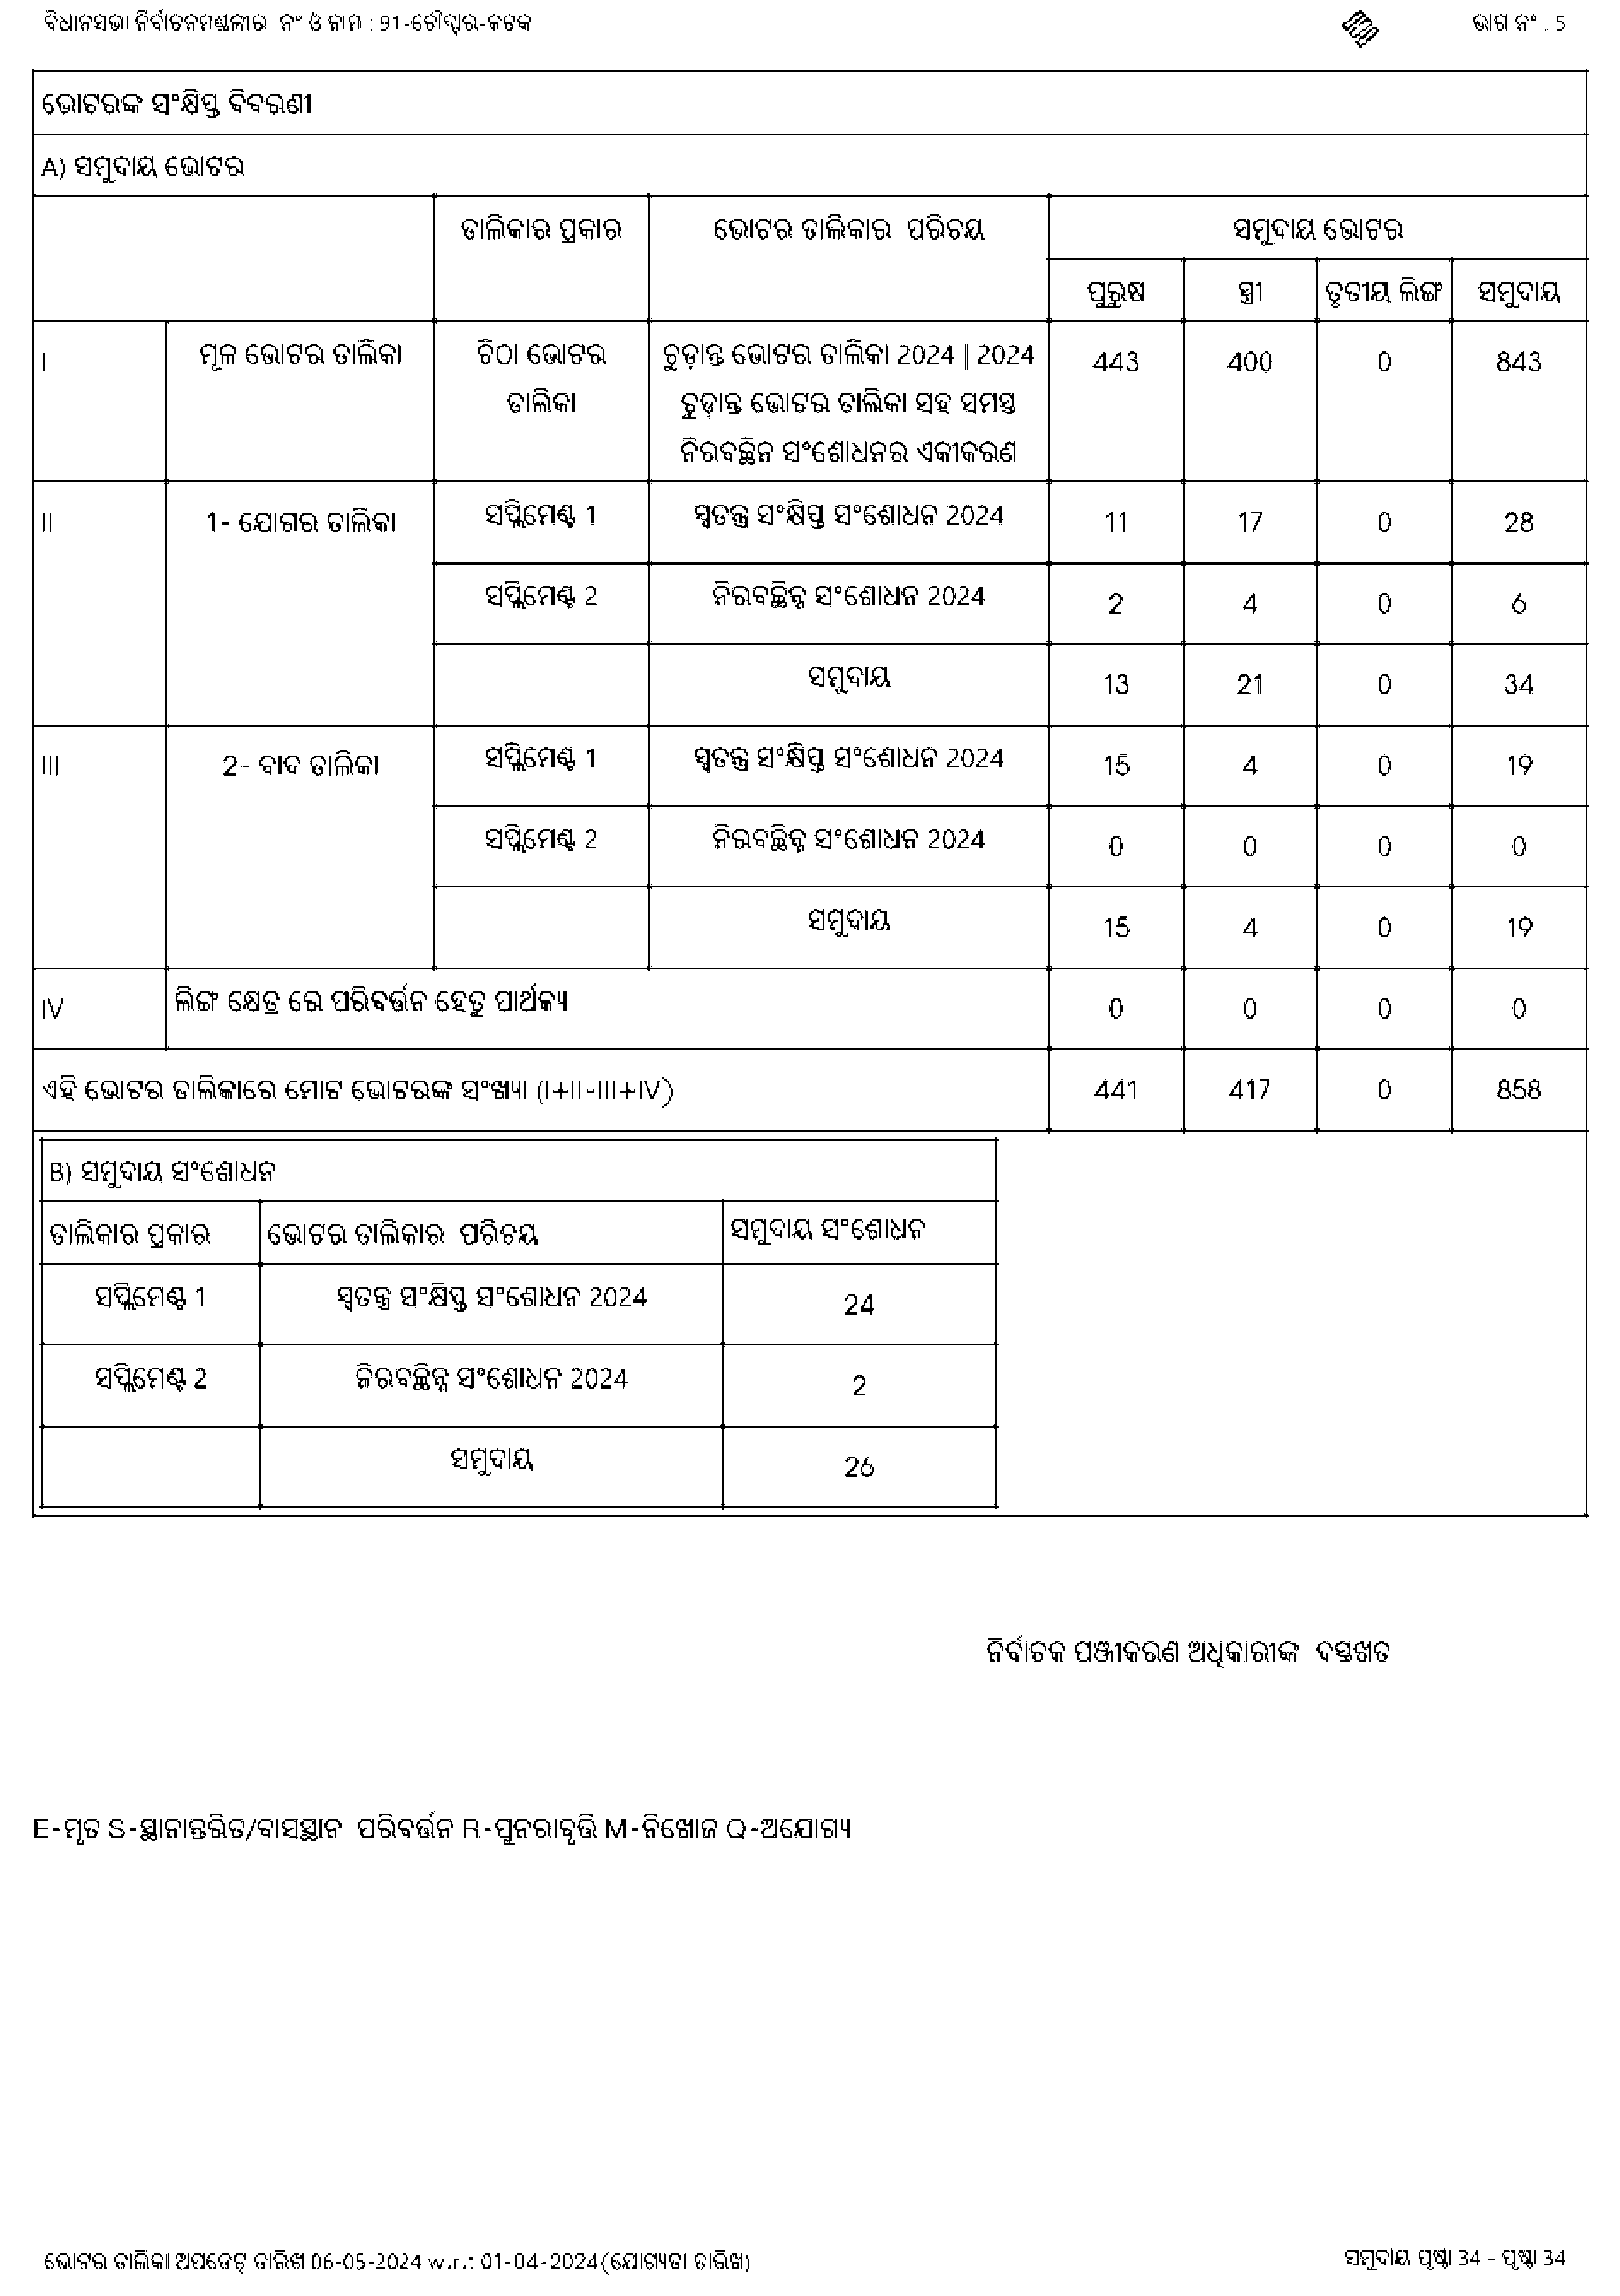 ବିଧାନସଭା ନିର୍ବାଚନମଣ୍ଡଳୀର ନଂ ଓ ନାମ : 91-ଚୌଦ୍ୱାର-କଟକ
ଭାଗ ନଂ . 5
ଭୋଟରଙ୍କ ସଂକ୍ଷିପ୍ତ ବିବରଣୀ
A) ସମୁଦାୟ ଭୋଟର
ତାଲିକାର ପ୍ରକାର ଭୋଟର ତାଲିକାର ପରିଚୟ ସମୁଦାୟ ଭୋଟର
ପୁରୁଷ ସ୍ତ୍ରୀ ତୃତୀୟ ଲିଙ୍ଗ ସମୁଦାୟ
I ମୂଳ ଭୋଟର ତାଲିକା ଚିଠା ଭୋଟର ଚୁଡ଼ାନ୍ତ ଭୋଟର ତାଲିକା 2024 | 2024 443 400 0 843
ତାଲିକା ଚୁଡ଼ାନ୍ତ ଭୋଟର ତାଲିକା ସହ ସମସ୍ତ
ନିରବଚ୍ଛିନ ସଂଶୋଧନର ଏକୀକରଣ
II 1- ଯୋଗର ତାଲିକା ସପ୍ଲିମେଣ୍ଟ 1 ସ୍ୱତନ୍ତ୍ର ସଂକ୍ଷିପ୍ତ ସଂଶୋଧନ 2024 11 17 0 28
ସପ୍ଲିମେଣ୍ଟ 2 ନିରବଚ୍ଛିନ୍ନ ସଂଶୋଧନ 2024 2 4 0 6
ସମୁଦାୟ 13 21 0 34
III 2- ବାଦ ତାଲିକା ସପ୍ଲିମେଣ୍ଟ 1 ସ୍ୱତନ୍ତ୍ର ସଂକ୍ଷିପ୍ତ ସଂଶୋଧନ 2024 15 4 0 19
ସପ୍ଲିମେଣ୍ଟ 2 ନିରବଚ୍ଛିନ୍ନ ସଂଶୋଧନ 2024 0 0 0 0
ସମୁଦାୟ 15 4 0 19
IV ଲିଙ୍ଗ କ୍ଷେତ୍ର ରେ ପରିବର୍ତ୍ତନ ହେତୁ ପାର୍ଥକ୍ୟ 0 0 0 0
ଏହି ଭୋଟର ତାଲିକାରେ ମୋଟ ଭୋଟରଙ୍କ ସଂଖ୍ୟା (I+II-III+IV) 441 417 0 858
B) ସମୁଦାୟ ସଂଶୋଧନ
ତାଲିକାର ପ୍ରକାର ଭୋଟର ତାଲିକାର ପରିଚୟ ସମୁଦାୟ ସଂଶୋଧନ
ସପ୍ଲିମେଣ୍ଟ 1 ସ୍ୱତନ୍ତ୍ର ସଂକ୍ଷିପ୍ତ ସଂଶୋଧନ 2024 24
ସପ୍ଲିମେଣ୍ଟ 2 ନିରବଚ୍ଛିନ୍ନ ସଂଶୋଧନ 2024 2
ସମୁଦାୟ 26
ନିର୍ବାଚକ ପଞ୍ଜୀକରଣ ଅଧିକାରୀଙ୍କ ଦସ୍ତଖତ
E-ମୃତ S-ସ୍ଥାନାନ୍ତରିତ/ବାସସ୍ଥାନ ପରିବର୍ତ୍ତନ R-ପୁନରାବୃତ୍ତି M-ନିଖୋଜ Q-ଅଯୋଗ୍ୟ
ଭୋଟର ତାଲିକା ଅପଡେଟ୍ ତାରିଖ 06-05-2024 w.r.: 01-04-2024(ଯୋଗ୍ୟତା ତାରିଖ)
ସମୁଦାୟ ପୃଷ୍ଠା 34 - ପୃଷ୍ଠା 34